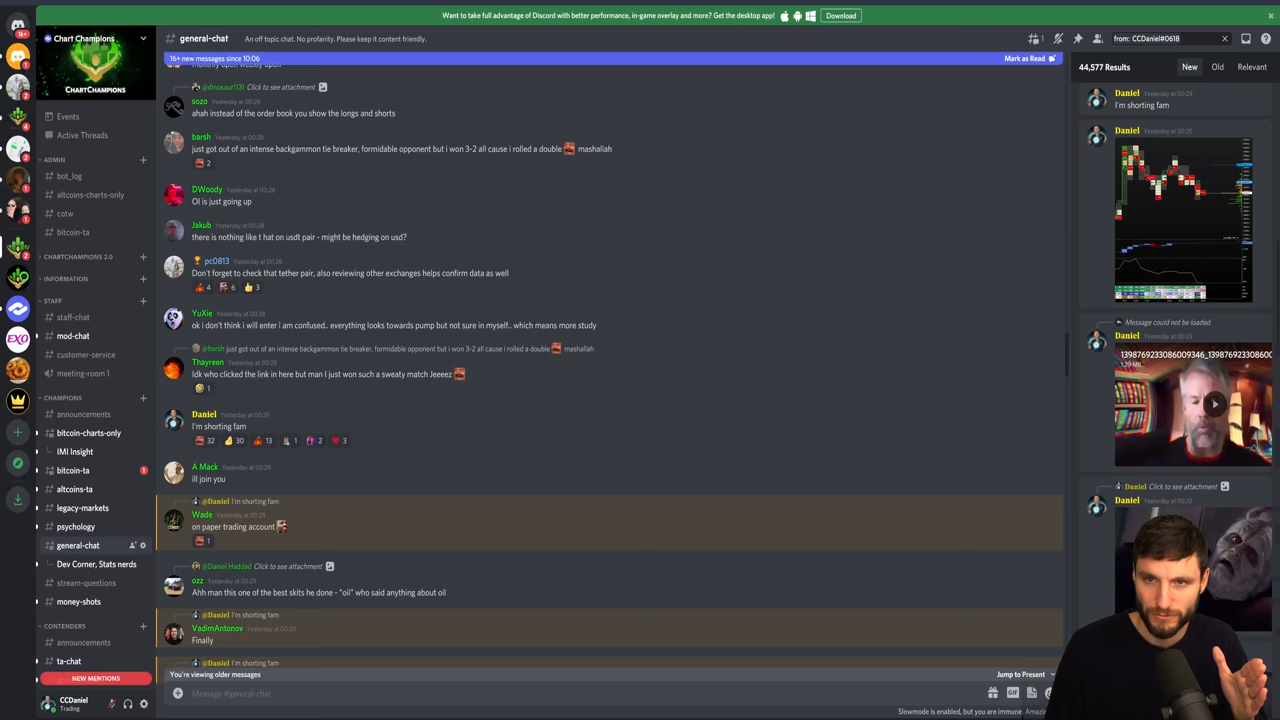 Want to take full advantage of Discord with better performance, in-game overlay and more? Get the desktop app!
Download
Chart Champions
general-chat
An off topic chat. No profanity. Please keep it content friendly.
1
from: CCDaniel#0618
16+ new messages since 10:06
Mark as Read
CHARTCHAMPIONS
Events
Active Threads
ADMIN
bot_log
altcoins-charts-only
cotw
bitcoin-ta
CHARTCHAMPIONS 2.0
INFORMATION
STAFF
staff-chat
mod-chat
customer-service
meeting-room 1
CHAMPIONS
announcements
bitcoin-charts-only
IMI Insight
bitcoin-ta
1
altcoins-ta
legacy-markets
psychology
general-chat
Dev Corner, Stats nerds
stream-questions
money-shots
CONTENDERS
announcements
ta-chat
NEW MENTIONS
CCDaniel
Trading
1k+
2
2
4
2
1
1
2
EXO
@dinosaur1131 Click to see attachment
sozo Yesterday at 00:28
ahah instead of the order book you show the longs and shorts
barsh Yesterday at 00:28
just got out of an intense backgammon tie breaker, formidable opponent but i won 3-2 all cause i rolled a double mashallah
2
DWoody Yesterday at 00:28
OI is just going up
Jakub Yesterday at 00:28
there is nothing like t hat on usdt pair - might be hedging on usd?
pc0813 Yesterday at 00:28
Don't forget to check that tether pair, also reviewing other exchanges helps confirm data as well
4 6 3
YuXie Yesterday at 00:28
ok i don't think i will enter i am confused.. everything looks towards pump but not sure in myself.. which means more study
@barsh just got out of an intense backgammon tie breaker, formidable opponent but i won 3-2 all cause i rolled a double mashallah
Thayreen Yesterday at 00:28
Idk who clicked the link in here but man I just won such a sweaty match Jeeeez
1
Daniel Yesterday at 00:29
I'm shorting fam
32 30 13 1 2 3
A Mack Yesterday at 00:29
ill join you
@Daniel I'm shorting fam
Wade Yesterday at 00:29
on paper trading account
1
@Daniel Haddad Click to see attachment
ozz Yesterday at 00:29
Ahh man this one of the best skits he done - "oil" who said anything about oil
@Daniel I'm shorting fam
VadimAntonov Yesterday at 00:29
Finally
@Daniel I'm shorting fam
You're viewing older messages
Jump to Present
Message #general-chat
GIF
Slowmode is enabled, but you are immune.
44,577 Results
New
Old
Relevant
Daniel Yesterday at 00:29
I'm shorting fam
Daniel Yesterday at 00:25
Message could not be loaded.
Daniel Yesterday at 00:23
1.29 MB
Daniel Click to see attachment
Daniel Yesterday at 00:22